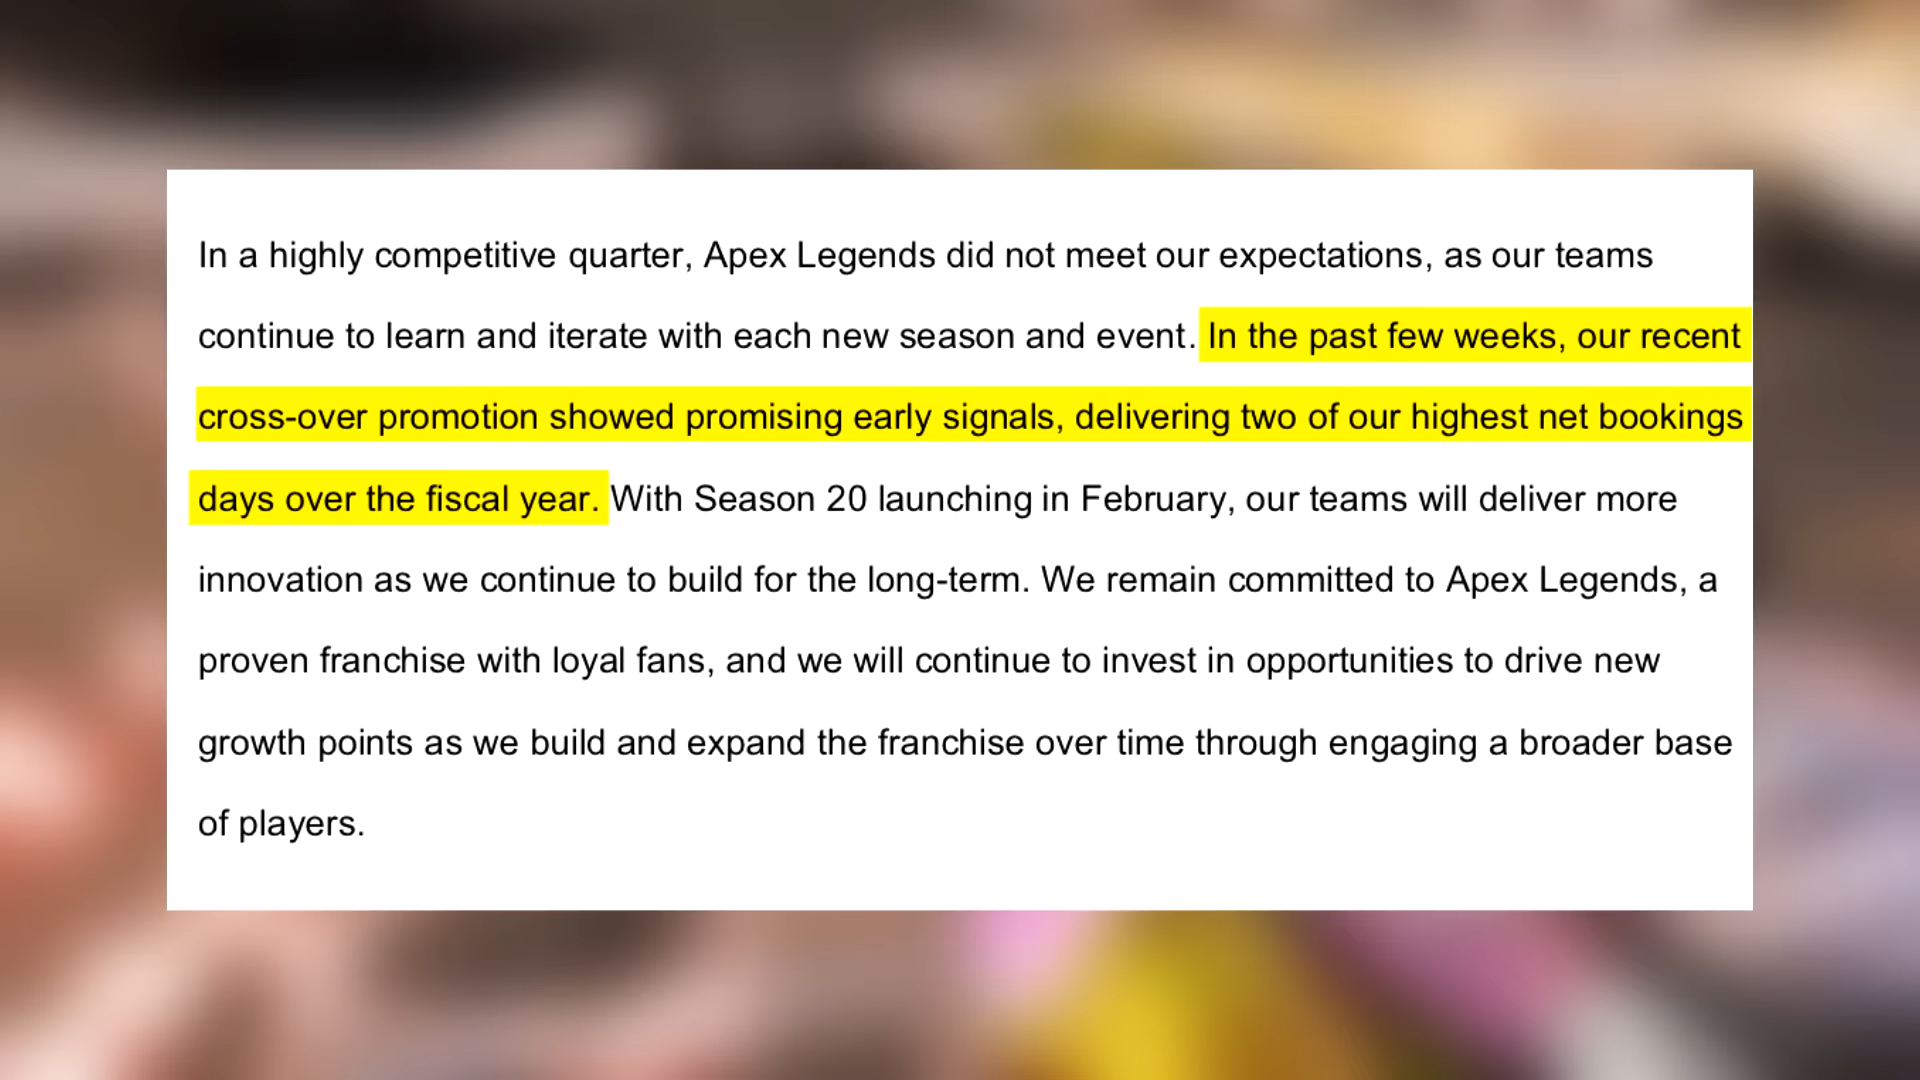 In a highly competitive quarter, Apex Legends did not meet our expectations, as our teams
continue to learn and iterate with each new season and event. In the past few weeks, our recent
cross-over promotion showed promising early signals, delivering two of our highest net bookings
days over the fiscal year. With Season 20 launching in February, our teams will deliver more
innovation as we continue to build for the long-term. We remain committed to Apex Legends, a
proven franchise with loyal fans, and we will continue to invest in opportunities to drive new
growth points as we build and expand the franchise over time through engaging a broader base
of players.